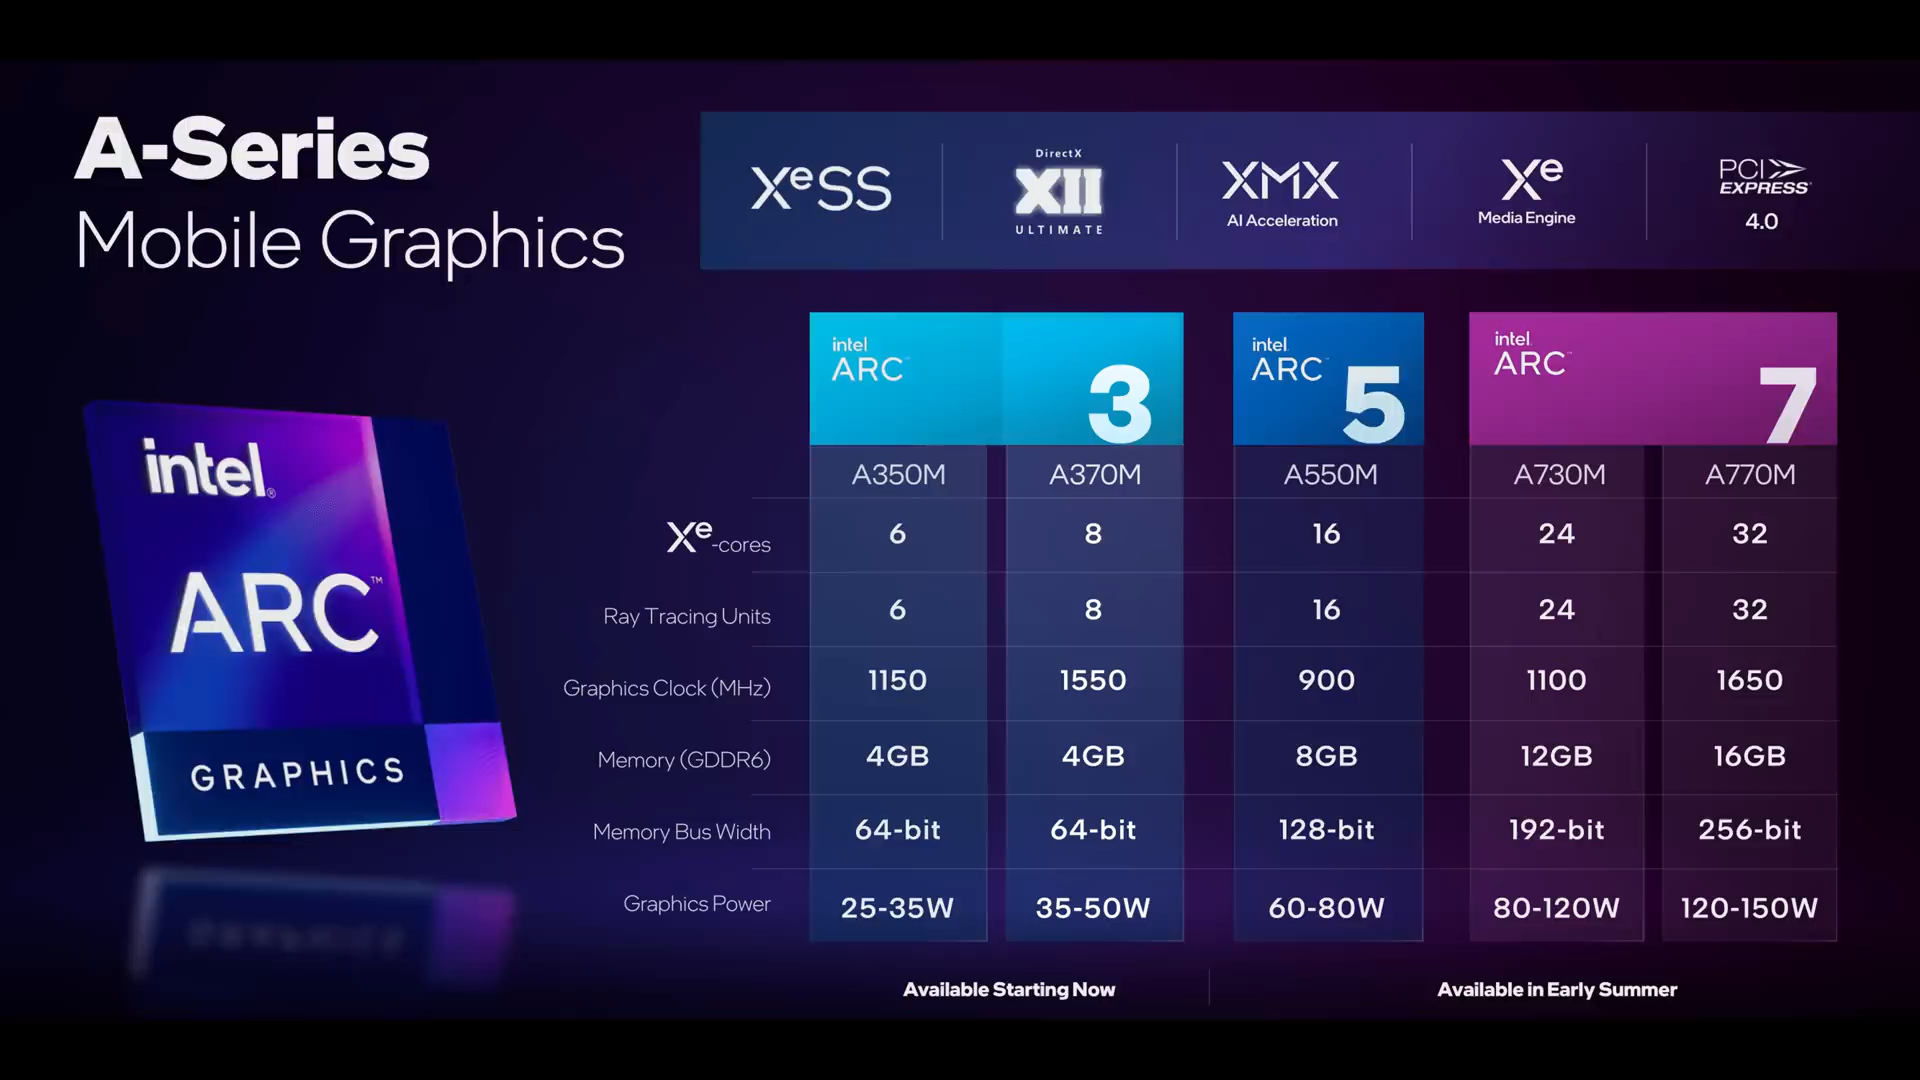 A-Series
Mobile Graphics
XeSS
DirectX
XII
ULTIMATE
XMX
AI Acceleration
Xe
Media Engine
PCI
EXPRESS®
4.0
intel®
ARC™
GRAPHICS
intel
ARC™
3
intel
ARC™
5
intel
ARC™
7
A350M A370M A550M A730M A770M
Xe-cores 6 8 16 24 32
Ray Tracing Units 6 8 16 24 32
Graphics Clock (MHz) 1150 1550 900 1100 1650
Memory (GDDR6) 4GB 4GB 8GB 12GB 16GB
Memory Bus Width 64-bit 64-bit 128-bit 192-bit 256-bit
Graphics Power 25-35W 35-50W 60-80W 80-120W 120-150W
Available Starting Now
Available in Early Summer